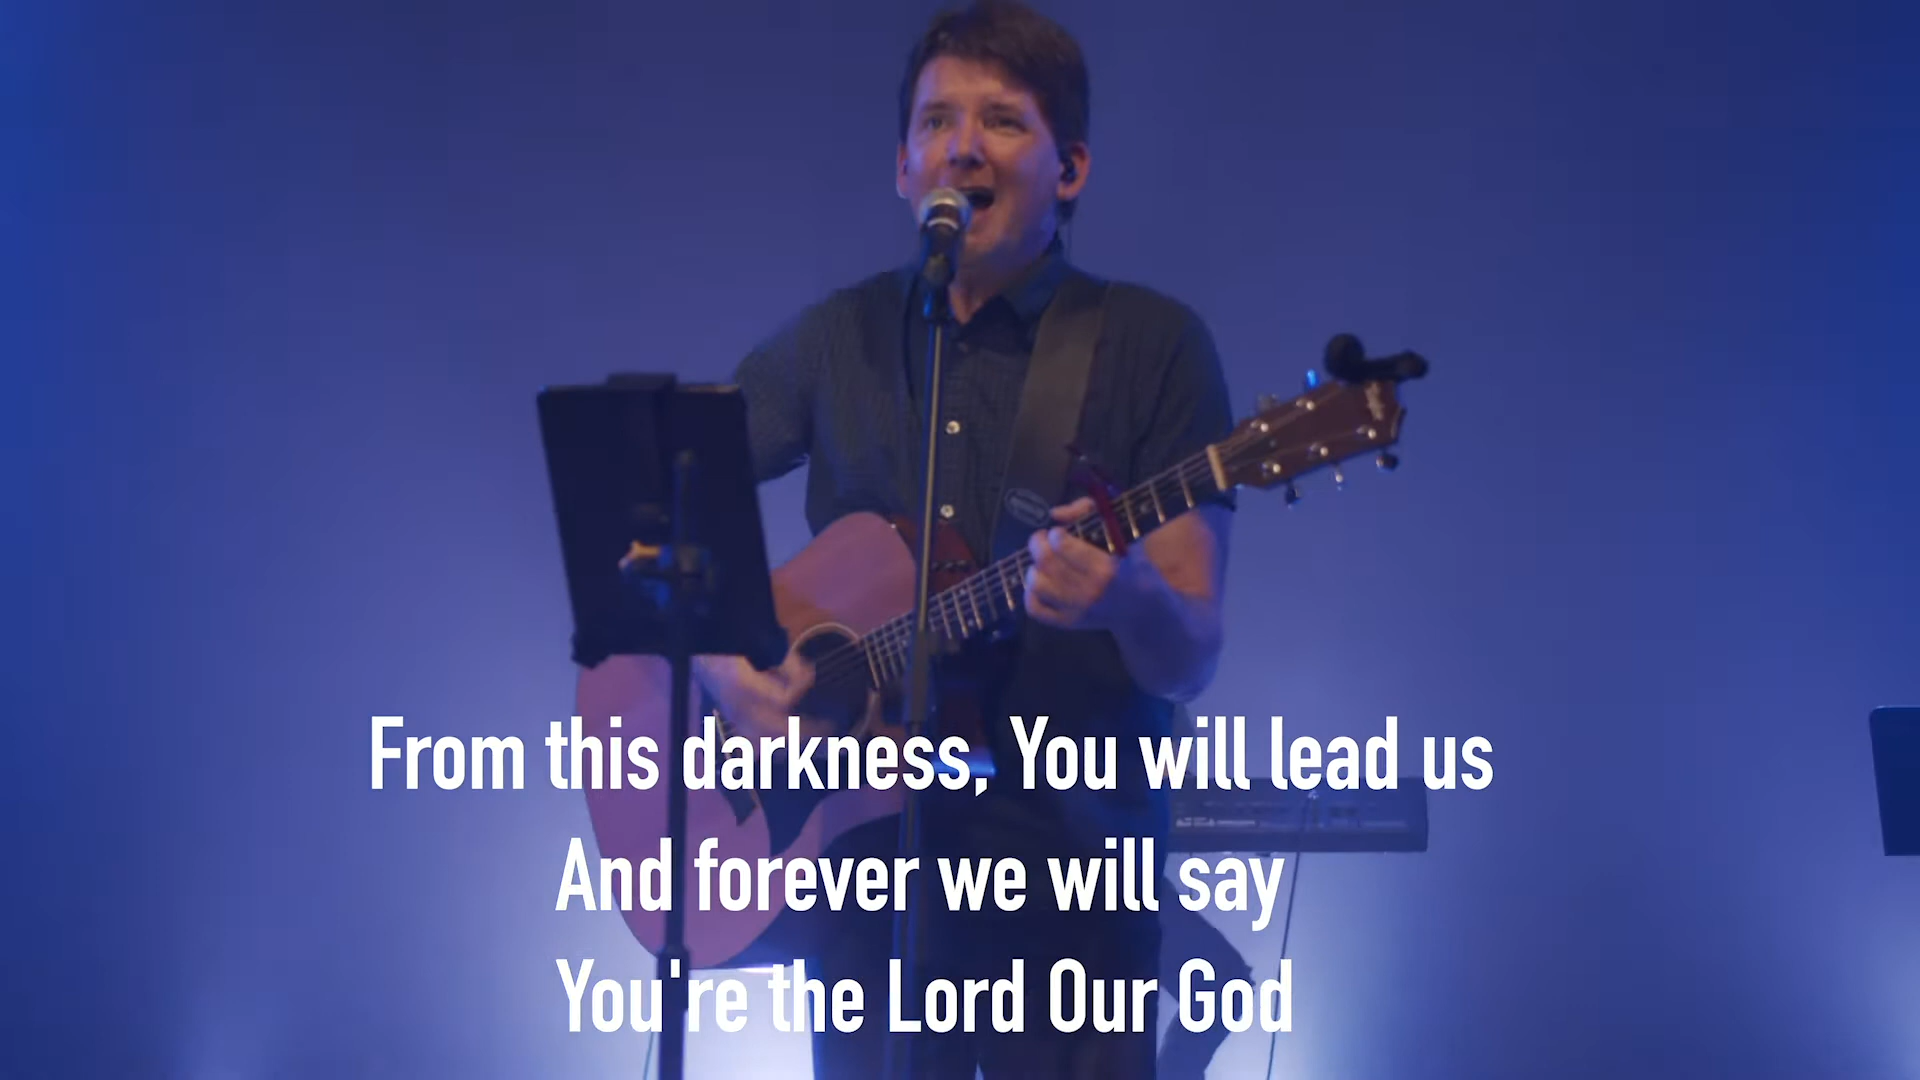 From this darkness, You will lead us
And forever we will say
You're the Lord Our God